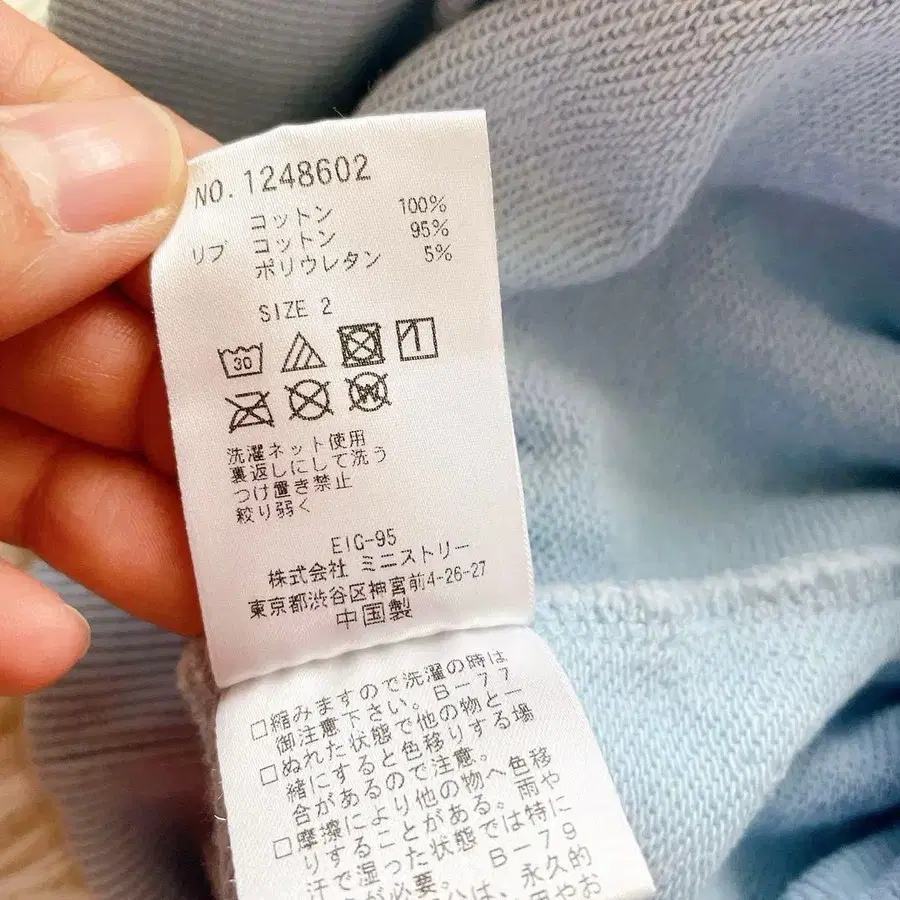 NO. 1248602
コットン 100%
リブ コットン 95%
ポリウレタン 5%
SIZE 2
30
洗濯ネット使用
裏返しにして洗う
つけ置き禁止
絞り弱く
EIG-95
株式会社 ミニストリー
東京都渋谷区神宮前4-26-27
中国製
□縮みますので洗濯の時は
御注意下さい。B-77
□ぬれた状態で他の物と一
緒にすると色移りする場
合があるので注意。
□摩擦により他の物へ色移
りすることがある。雨や
汗で湿った状態では特に
必要。B-79
は、永久的